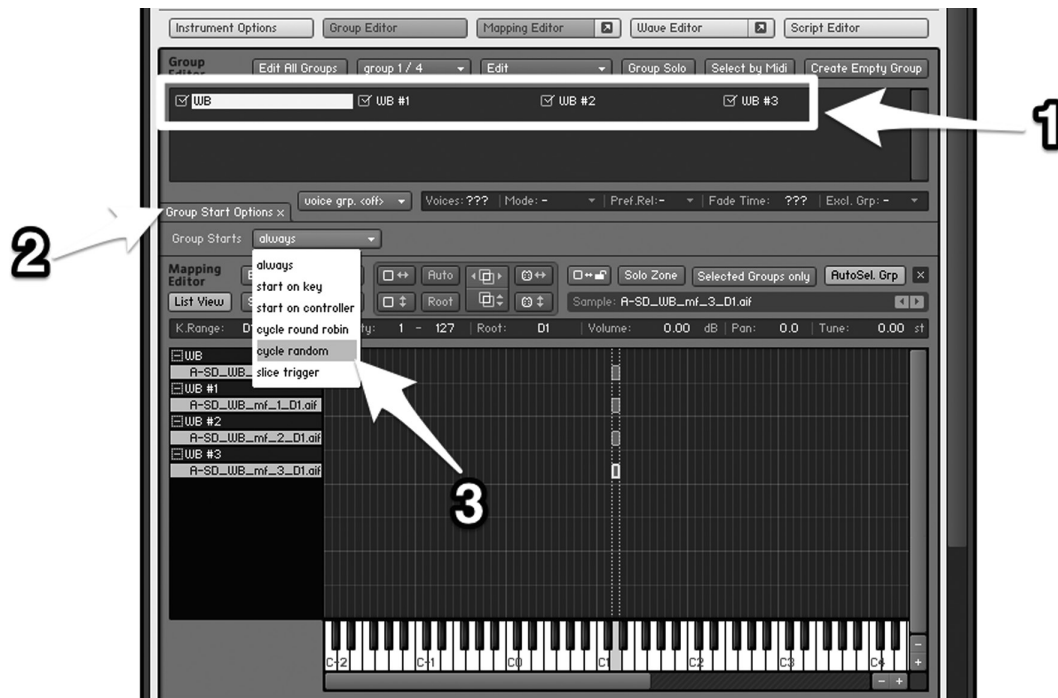 Instrument Options Group Editor Mapping Editor Wave Editor Script Editor
Group Editor Edit All Groups group 1 / 4 Edit Group Solo Select by Midi Create Empty Group
WB WB #1 WB #2 WB #3
1
voice grp. <off> Voices: ??? Mode: - Pref.Rel:- Fade Time: ??? Excl. Grp: -
Group Start Options ×
2
Group Starts always
always
start on key
start on controller
cycle round robin
cycle random
slice trigger
3
Mapping Editor Auto Solo Zone Selected Groups only AutoSel. Grp ×
List View Root Sample: A-SD_WB_mf_3_D1.aif
K.Range: 1 - 127 Root: D1 Volume: 0.00 dB Pan: 0.0 Tune: 0.00 st
WB
A-SD_WB_
WB #1
A-SD_WB_mf_1_D1.aif
WB #2
A-SD_WB_mf_2_D1.aif
WB #3
A-SD_WB_mf_3_D1.aif
C-2 C-1 C0 C1 C2 C3 C4